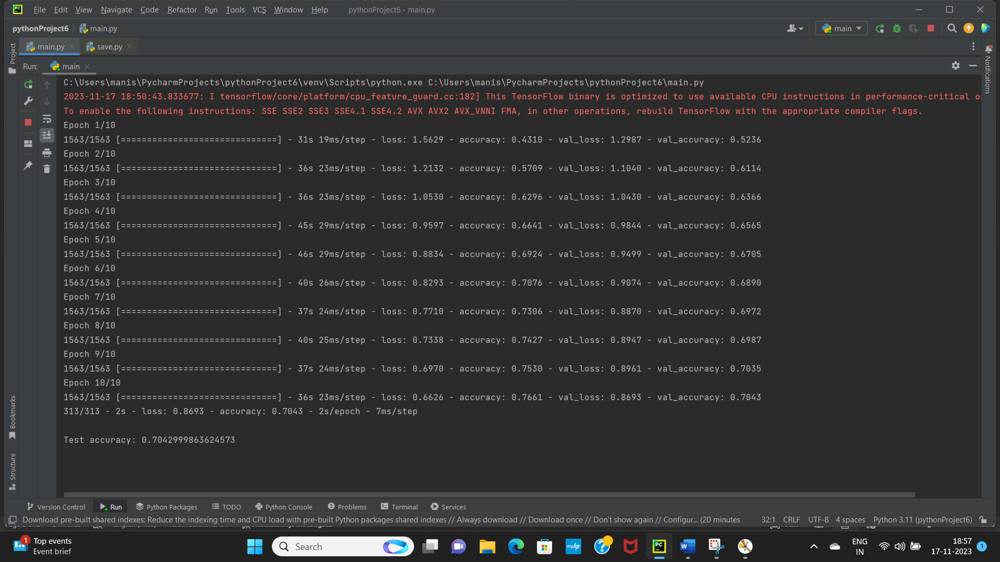 PC File Edit View Navigate Code Refactor Run Tools VCS Window Help pythonProject6 - main.py
pythonProject6 main.py main
main.py save.py
Project
Notifications
Run: main
C:\Users\manis\PycharmProjects\pythonProject6\venv\Scripts\python.exe C:\Users\manis\PycharmProjects\pythonProject6\main.py
2023-11-17 18:50:43.833677: I tensorflow/core/platform/cpu_feature_guard.cc:182] This TensorFlow binary is optimized to use available CPU instructions in performance-critical o
To enable the following instructions: SSE SSE2 SSE3 SSE4.1 SSE4.2 AVX AVX2 AVX_VNNI FMA, in other operations, rebuild TensorFlow with the appropriate compiler flags.
Epoch 1/10
1563/1563 [==============================] - 31s 19ms/step - loss: 1.5629 - accuracy: 0.4310 - val_loss: 1.2987 - val_accuracy: 0.5236
Epoch 2/10
1563/1563 [==============================] - 36s 23ms/step - loss: 1.2132 - accuracy: 0.5709 - val_loss: 1.1040 - val_accuracy: 0.6114
Epoch 3/10
1563/1563 [==============================] - 36s 23ms/step - loss: 1.0530 - accuracy: 0.6296 - val_loss: 1.0430 - val_accuracy: 0.6366
Epoch 4/10
1563/1563 [==============================] - 45s 29ms/step - loss: 0.9597 - accuracy: 0.6641 - val_loss: 0.9844 - val_accuracy: 0.6565
Epoch 5/10
1563/1563 [==============================] - 46s 29ms/step - loss: 0.8834 - accuracy: 0.6924 - val_loss: 0.9499 - val_accuracy: 0.6705
Epoch 6/10
1563/1563 [==============================] - 40s 26ms/step - loss: 0.8293 - accuracy: 0.7076 - val_loss: 0.9074 - val_accuracy: 0.6890
Epoch 7/10
1563/1563 [==============================] - 37s 24ms/step - loss: 0.7710 - accuracy: 0.7306 - val_loss: 0.8870 - val_accuracy: 0.6972
Epoch 8/10
1563/1563 [==============================] - 40s 25ms/step - loss: 0.7338 - accuracy: 0.7427 - val_loss: 0.8947 - val_accuracy: 0.6987
Epoch 9/10
1563/1563 [==============================] - 37s 24ms/step - loss: 0.6970 - accuracy: 0.7530 - val_loss: 0.8961 - val_accuracy: 0.7035
Epoch 10/10
1563/1563 [==============================] - 36s 23ms/step - loss: 0.6626 - accuracy: 0.7661 - val_loss: 0.8693 - val_accuracy: 0.7043
313/313 - 2s - loss: 0.8693 - accuracy: 0.7043 - 2s/epoch - 7ms/step
Test accuracy: 0.7042999863624573
Bookmarks
Structure
Version Control Run Python Packages TODO Python Console Problems Terminal Services
Download pre-built shared indexes: Reduce the indexing time and CPU load with pre-built Python packages shared indexes // Always download // Download once // Don't show again // Configur... (20 minutes 32:1 CRLF UTF-8 4 spaces Python 3.11 (pythonProject6)
1 Top events
Event brief
Search
myhp
PC
W
ENG
IN
18:57
17-11-2023
1